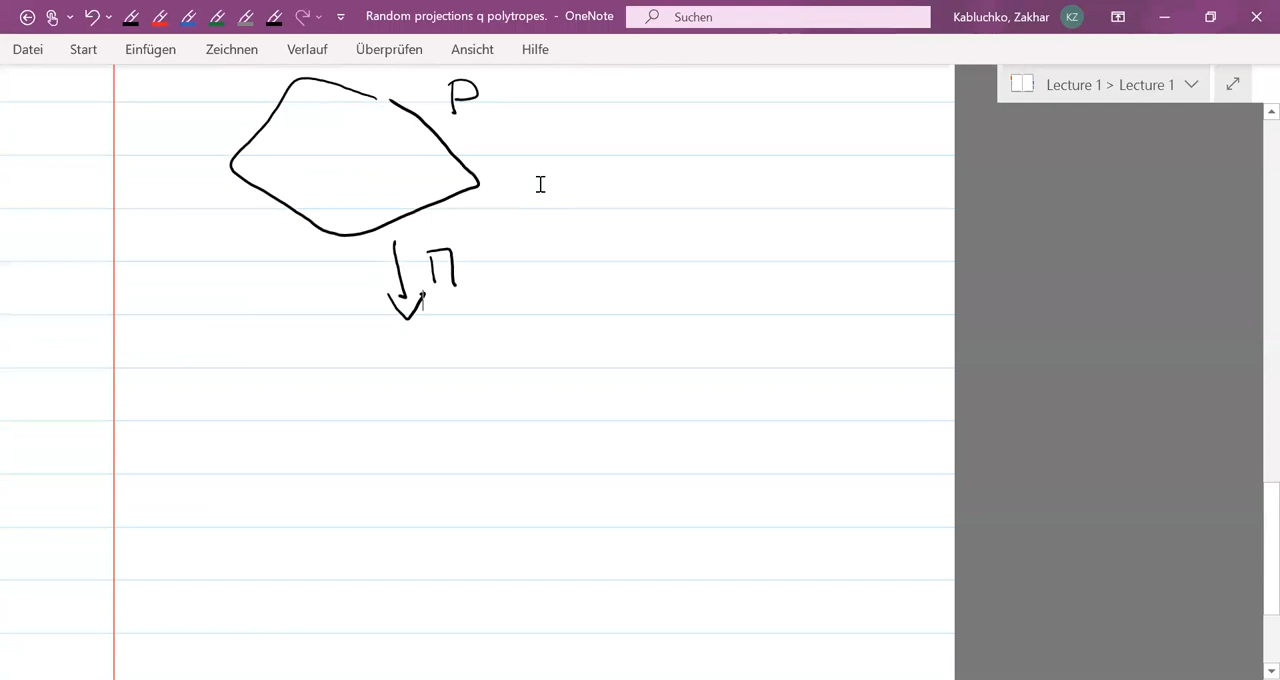 Random projections q polytropes. - OneNote
Suchen
Kabluchko, Zakhar
KZ
Datei
Start
Einfügen
Zeichnen
Verlauf
Überprüfen
Ansicht
Hilfe
Lecture 1 > Lecture 1
P
Π